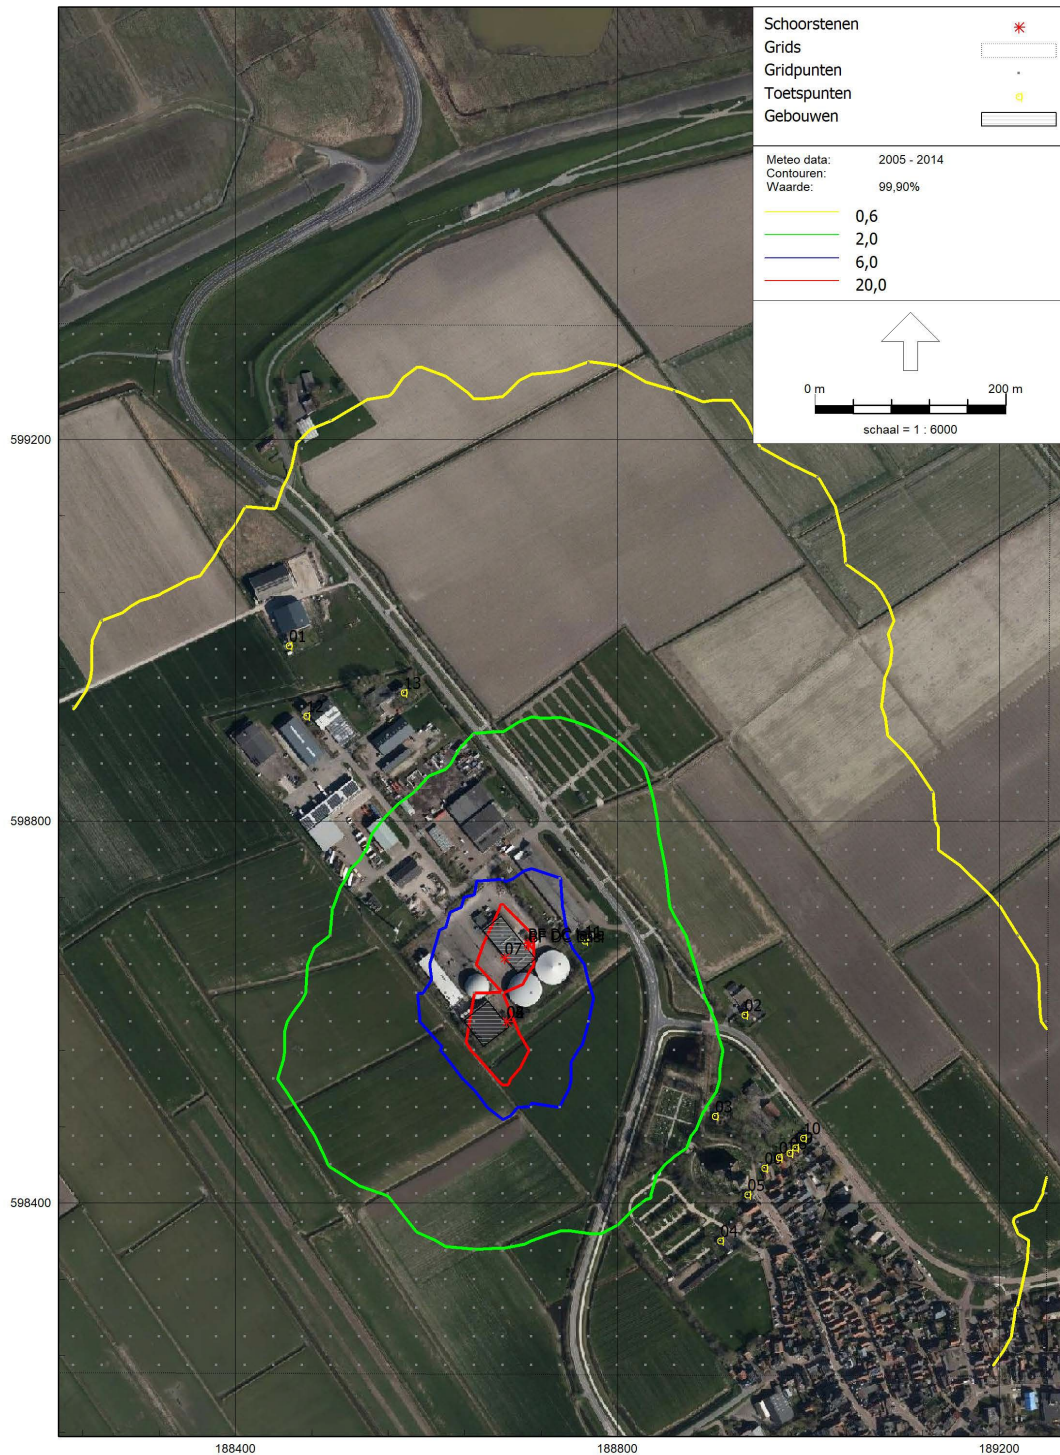 Schoorstenen
Grids
Gridpunten
Toetspunten
Gebouwen
Meteo data: 2005 - 2014
Contouren:
Waarde: 99,90%
0,6
2,0
6,0
20,0
0 m 200 m
schaal = 1 : 6000
599200
01
13
12
598800
07
02
03
10
05
04
598400
188400 188800 189200